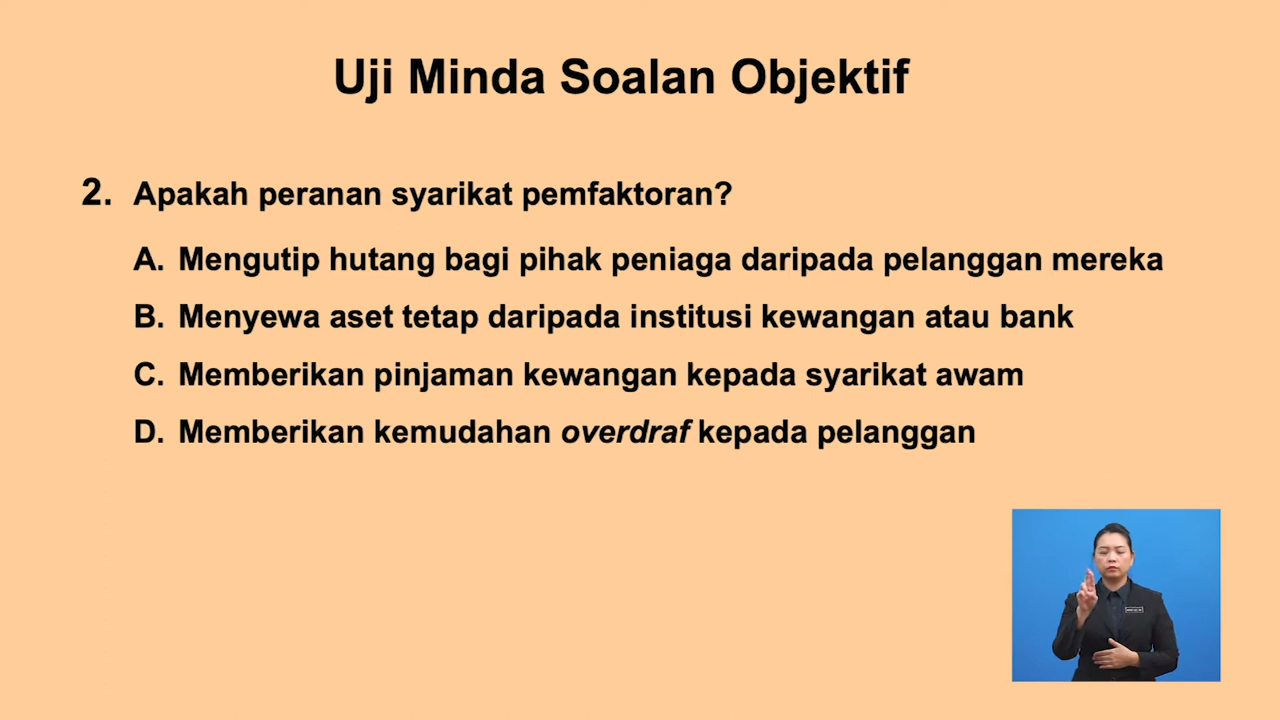 Uji Minda Soalan Objektif
2. Apakah peranan syarikat pemfaktoran?
A. Mengutip hutang bagi pihak peniaga daripada pelanggan mereka
B. Menyewa aset tetap daripada institusi kewangan atau bank
C. Memberikan pinjaman kewangan kepada syarikat awam
D. Memberikan kemudahan overdraf kepada pelanggan